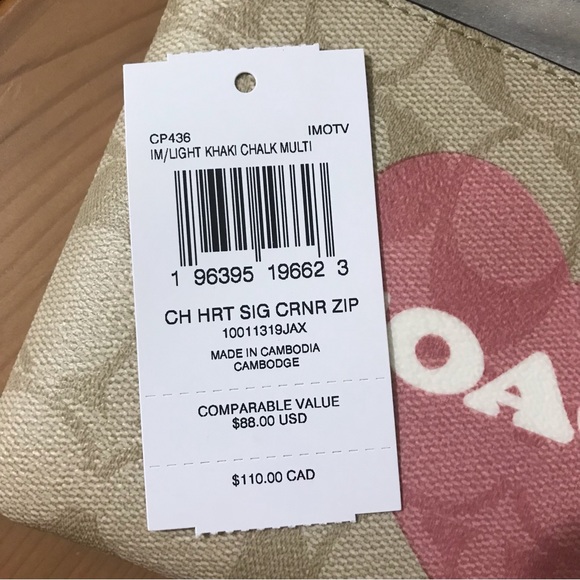 CP436 IMOTV
IM/LIGHT KHAKI CHALK MULTI
1 96395 19662 3
CH HRT SIG CRNR ZIP
10011319JAX
MADE IN CAMBODIA
CAMBODGE
COMPARABLE VALUE
$88.00 USD
$110.00 CAD
OA